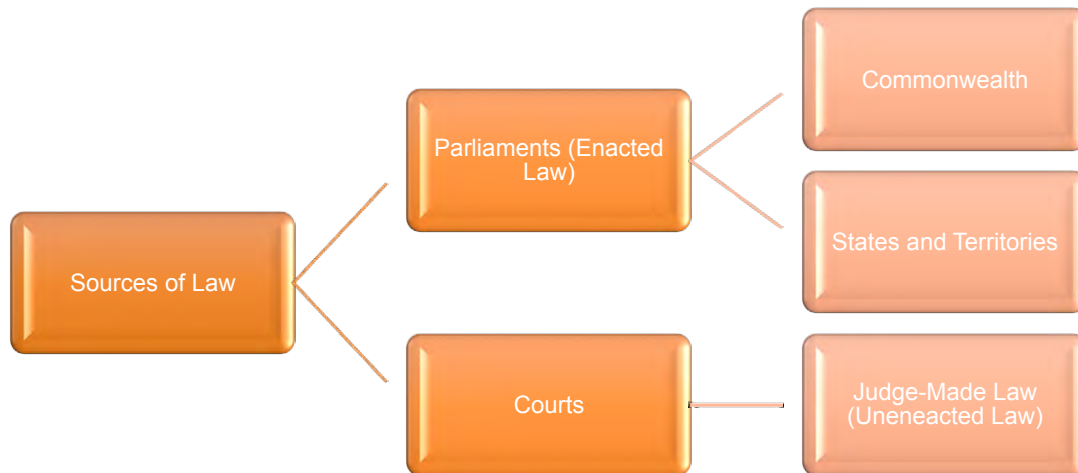 Commonwealth
Parliaments (Enacted
Law)
States and Territories
Sources of Law
Courts
Judge-Made Law
(Uneneacted Law)